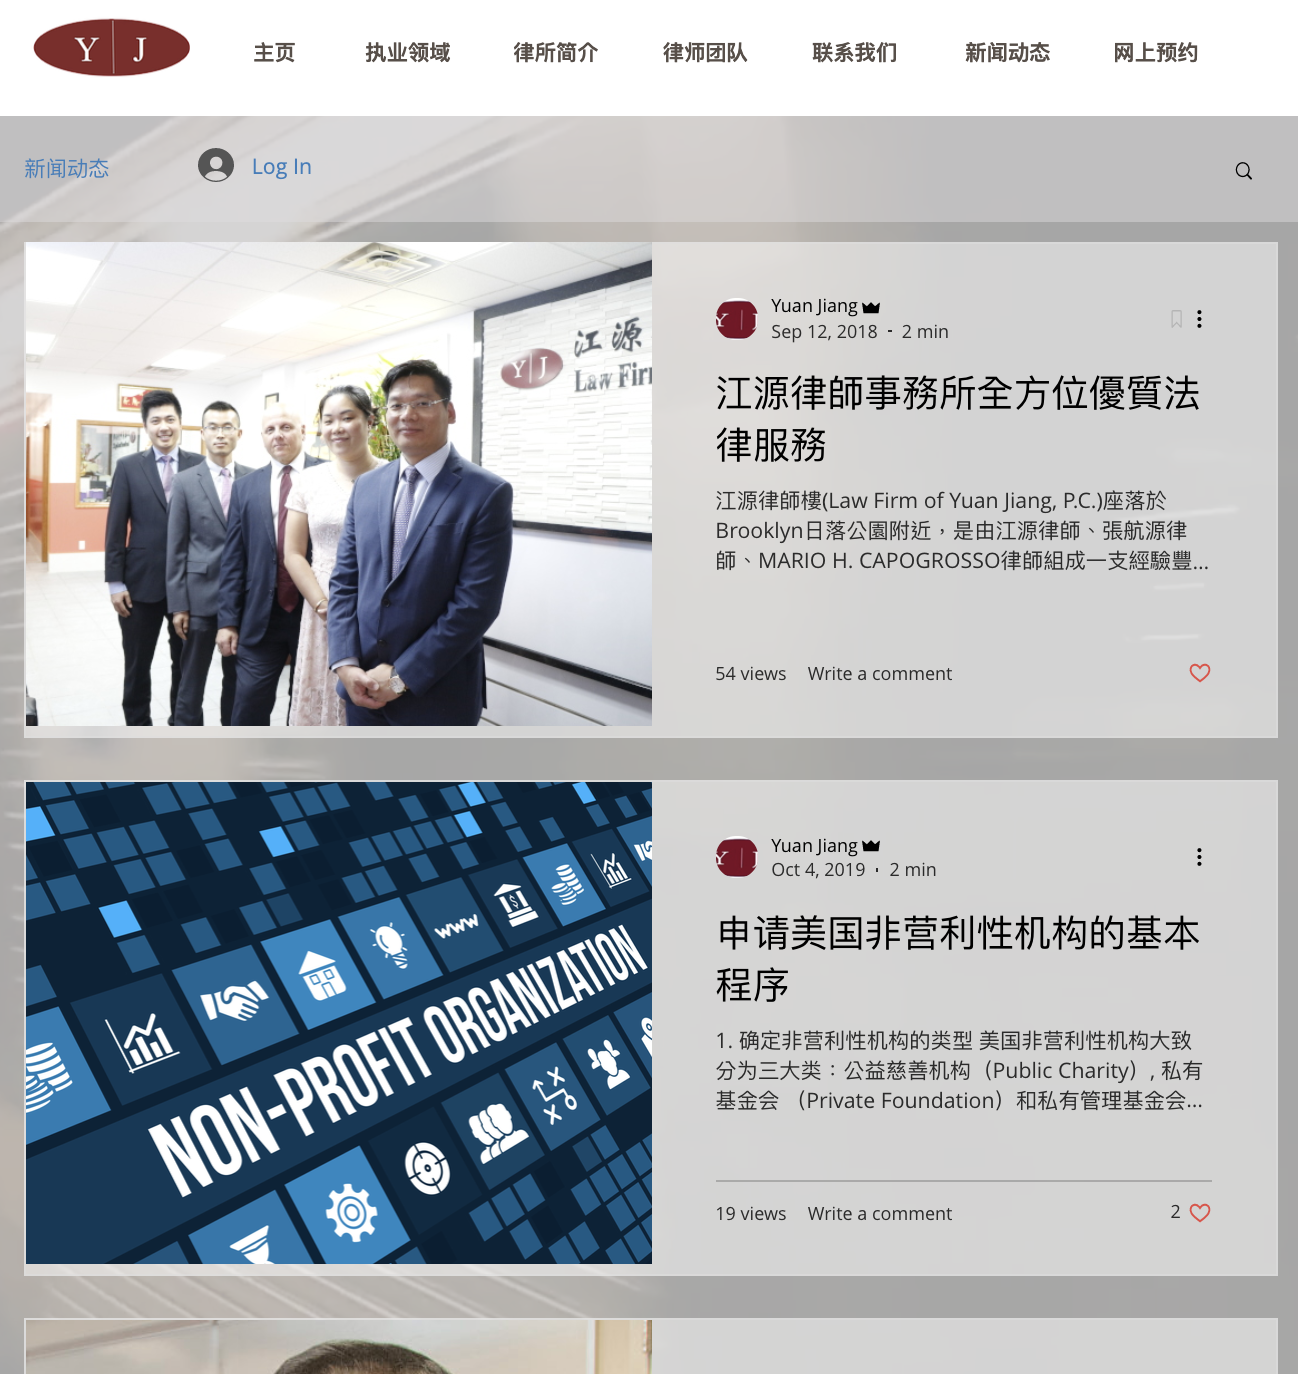 Y J
主页
执业领域
律所简介
律师团队
联系我们
新闻动态
网上预约
新闻动态
Log In
Y J
江源
Law Fir
Y J
Yuan Jiang
Sep 12, 2018 · 2 min
江源律師事務所全方位優質法
律服務
江源律師樓(Law Firm of Yuan Jiang, P.C.)座落於
Brooklyn日落公園附近，是由江源律師、張航源律
師、MARIO H. CAPOGROSSO律師組成一支經驗豐...
54 views
Write a comment
www
NON-PROFIT ORGANIZATION
Y J
Yuan Jiang
Oct 4, 2019 · 2 min
申请美国非营利性机构的基本
程序
1. 确定非营利性机构的类型 美国非营利性机构大致
分为三大类：公益慈善机构（Public Charity）, 私有
基金会 （Private Foundation）和私有管理基金会...
19 views
Write a comment
2